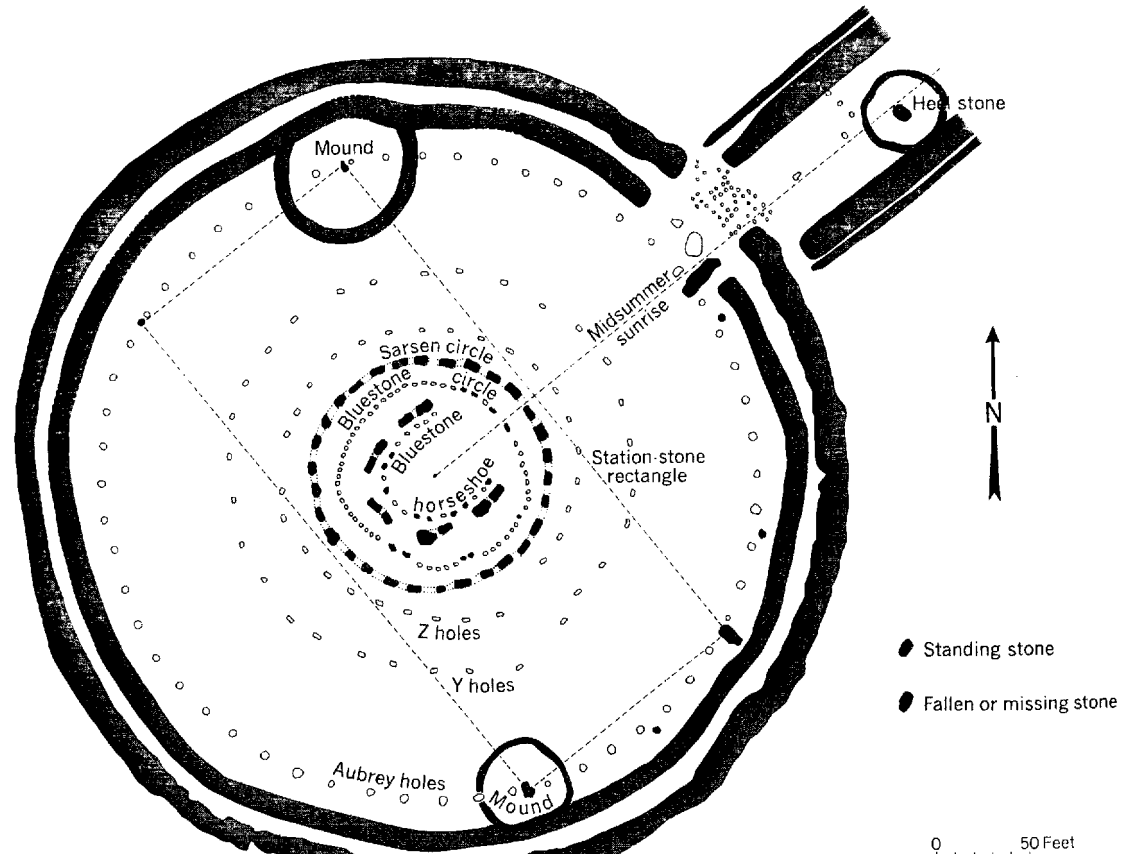 Heel stone
Mound
Midsummer
sunrise
Sarsen circle
Bluestone circle
Bluestone
horseshoe
N
Station-stone
rectangle
Z holes
Y holes
Standing stone
Fallen or missing stone
Aubrey holes
Mound
0 50 Feet